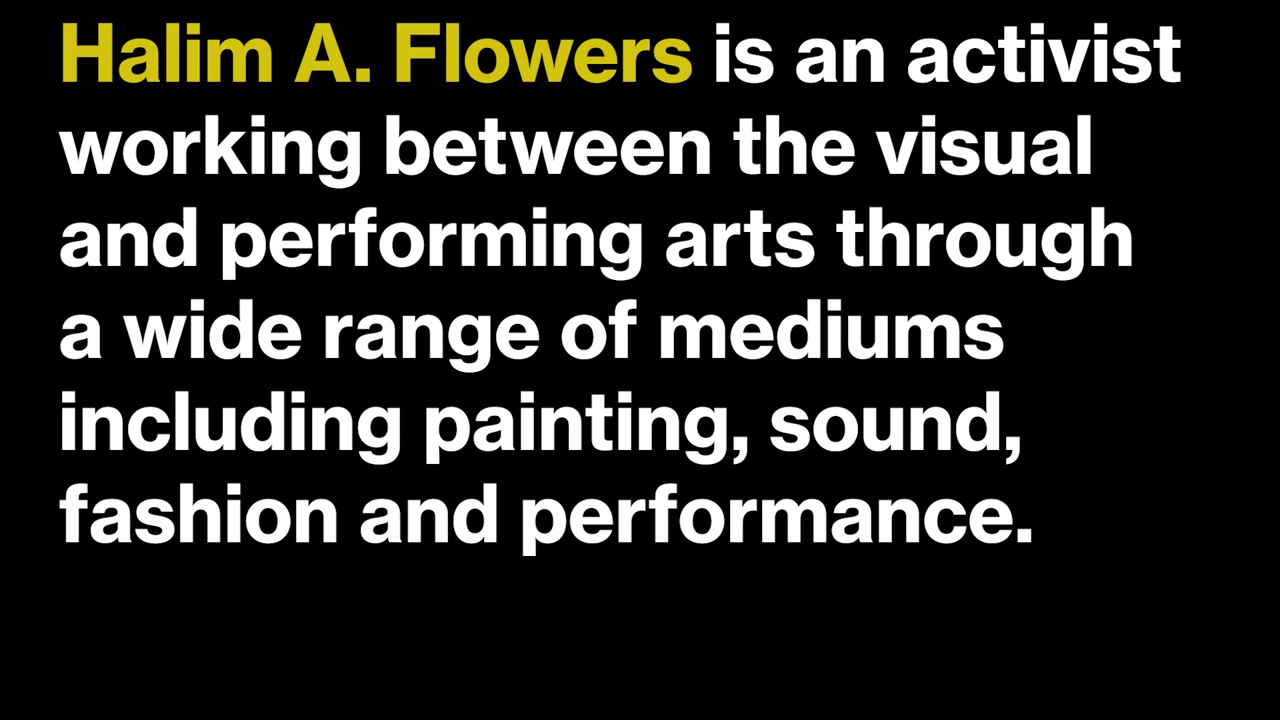 Halim A. Flowers is an activist
working between the visual
and performing arts through
a wide range of mediums
including painting, sound,
fashion and performance.